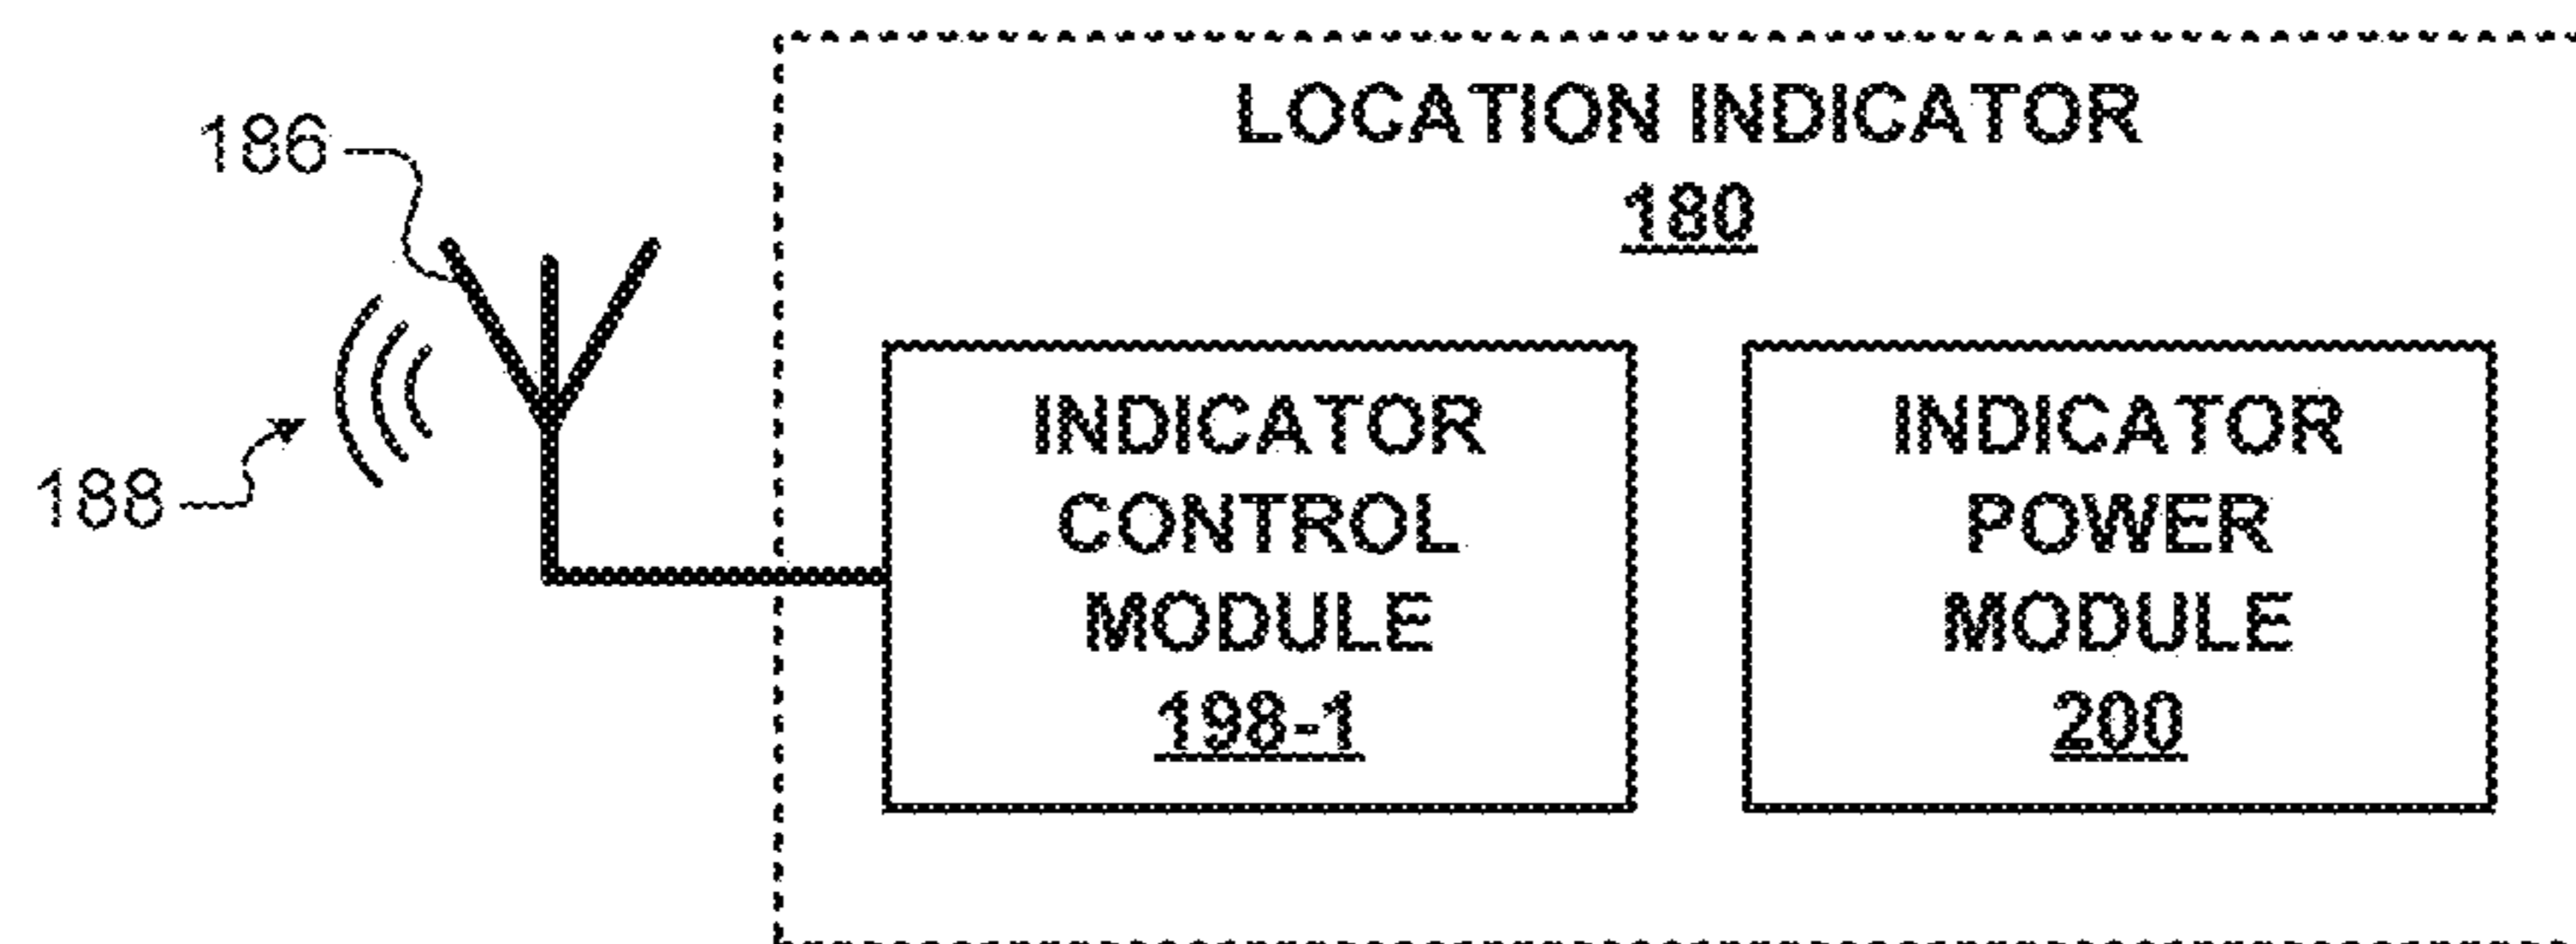 LOCATION INDICATOR
180
186
188
INDICATOR
CONTROL
MODULE
198-1
INDICATOR
POWER
MODULE
200